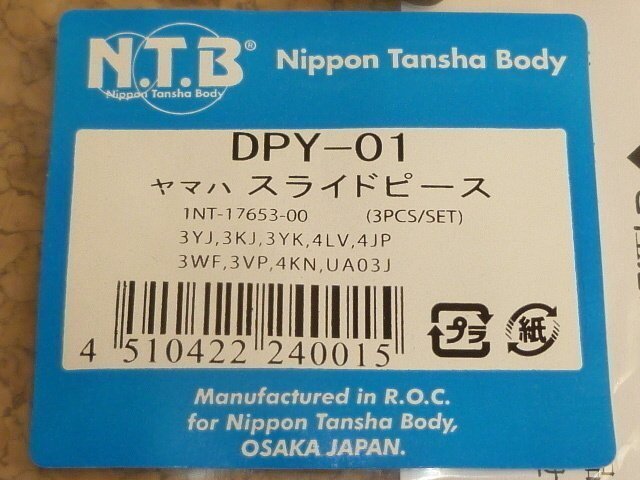 N.T.B®
Nippon Tansha Body
Nippon Tansha Body
DPY-01
ヤマハ スライドピース
1NT-17653-00 (3PCS/SET)
3YJ,3KJ,3YK,4LV,4JP
3WF,3VP,4KN,UA03J
4 510422 240015
プラ
紙
Manufactured in R.O.C.
for Nippon Tansha Body,
OSAKA JAPAN.